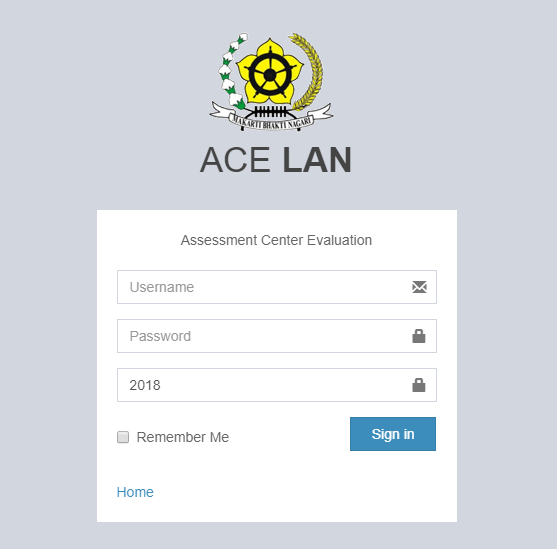 MAKARTI BHAKTI NAGARI
ACE LAN
Assessment Center Evaluation
Username
Password
2018
Remember Me
Sign in
Home